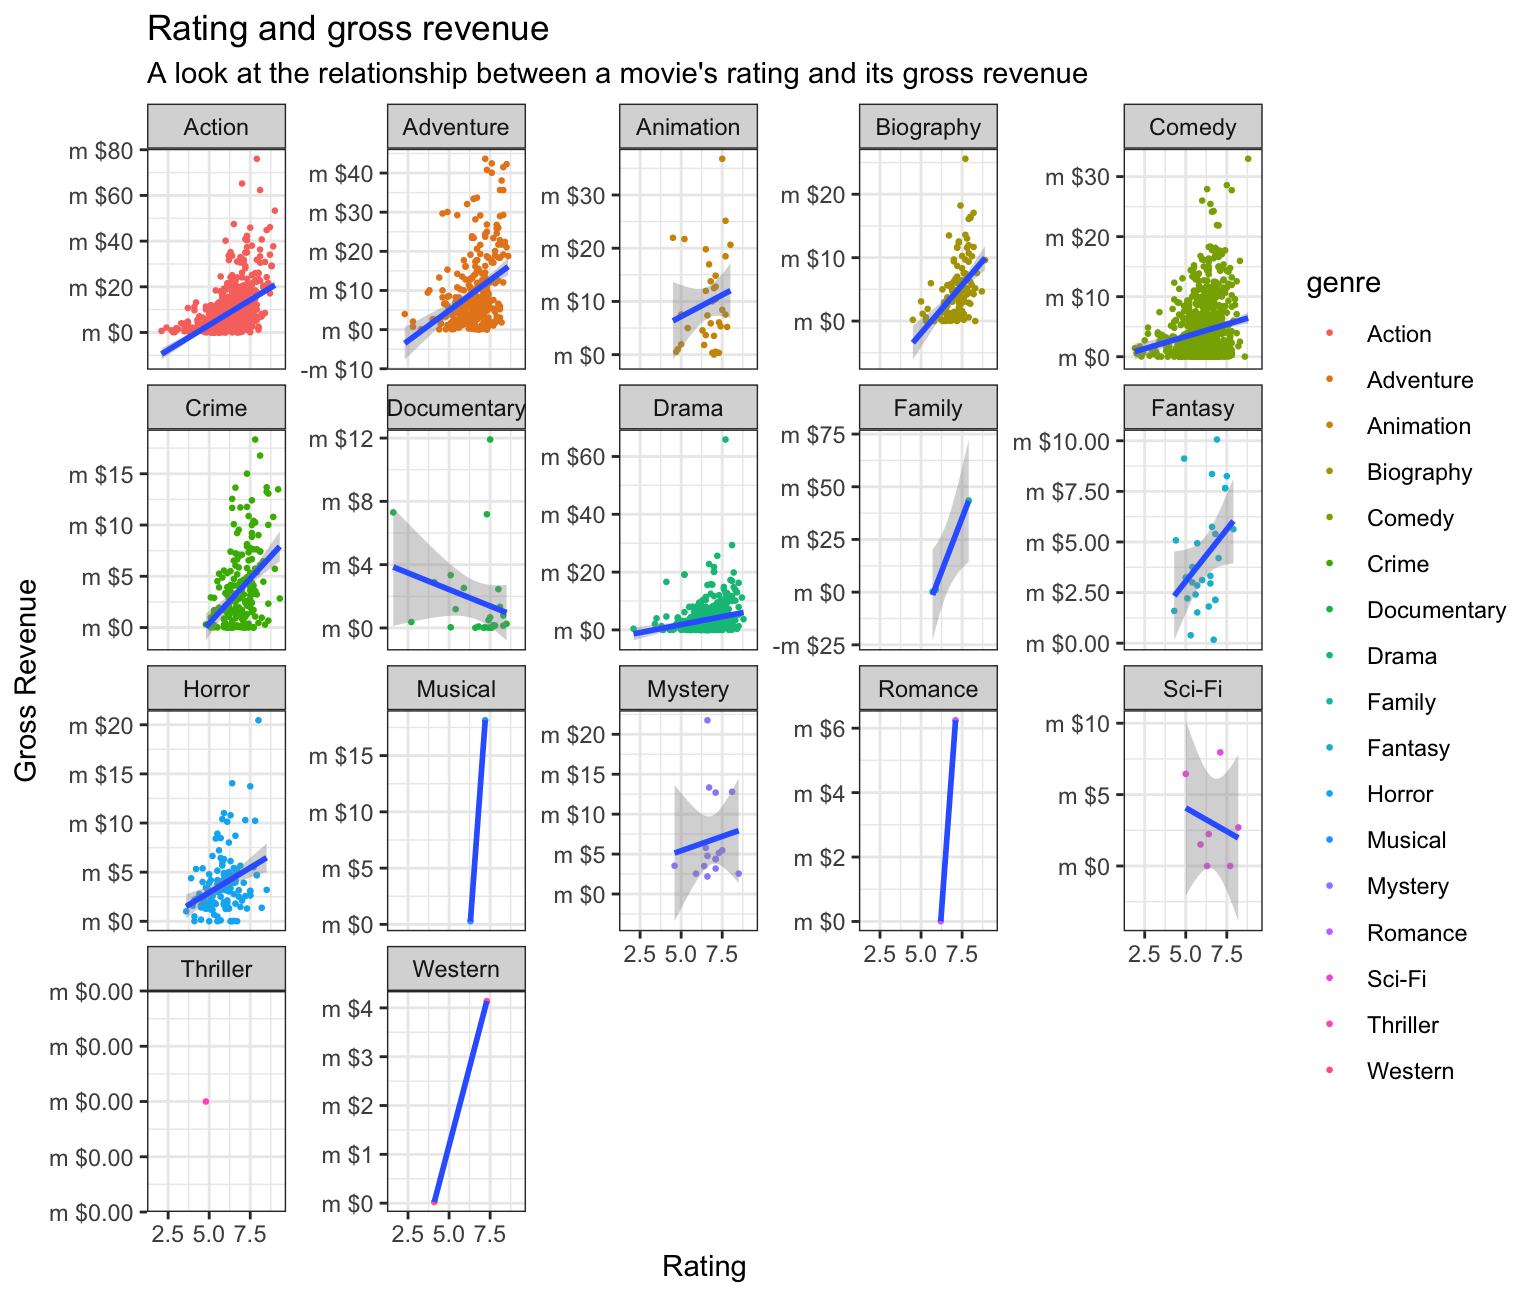 Rating and gross revenue
A look at the relationship between a movie's rating and its gross revenue
Action
Adventure
Animation
Biography
Comedy
m $80
m $60
m $40
m $20
m $0
m $40
m $30
m $20
m $10
m $0
-m $10
m $30
m $20
m $10
m $0
m $20
m $10
m $0
m $30
m $20
m $10
m $0
Crime
Documentary
Drama
Family
Fantasy
m $15
m $10
m $5
m $0
m $12
m $8
m $4
m $0
m $60
m $40
m $20
m $0
m $75
m $50
m $25
m $0
-m $25
m $10.00
m $7.50
m $5.00
m $2.50
m $0.00
Horror
Musical
Mystery
Romance
Sci-Fi
m $20
m $15
m $10
m $5
m $0
m $15
m $10
m $5
m $0
m $20
m $15
m $10
m $5
m $0
m $6
m $4
m $2
m $0
m $10
m $5
m $0
2.5 5.0 7.5
2.5 5.0 7.5
2.5 5.0 7.5
Thriller
Western
m $0.00
m $0.00
m $0.00
m $0.00
m $0.00
m $4
m $3
m $2
m $1
m $0
2.5 5.0 7.5
2.5 5.0 7.5
Gross Revenue
Rating
genre
Action
Adventure
Animation
Biography
Comedy
Crime
Documentary
Drama
Family
Fantasy
Horror
Musical
Mystery
Romance
Sci-Fi
Thriller
Western